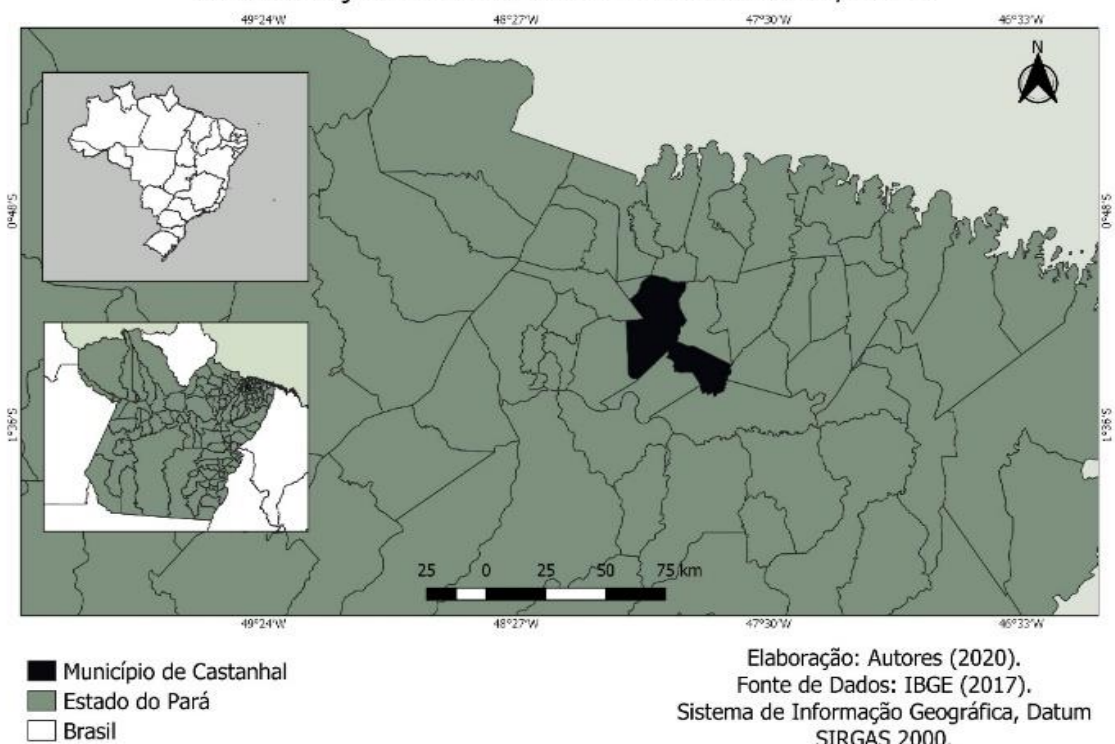 49°24'W 48°27'W 47°30'W 46°33'W
N
0°48'S 0°48'S
1°36'S 1°36'S
25 0 25 50 75 km
49°24'W 48°27'W 47°30'W 46°33'W
Município de Castanhal
Estado do Pará
Brasil
Elaboração: Autores (2020).
Fonte de Dados: IBGE (2017).
Sistema de Informação Geográfica, Datum
SIRGAS 2000.